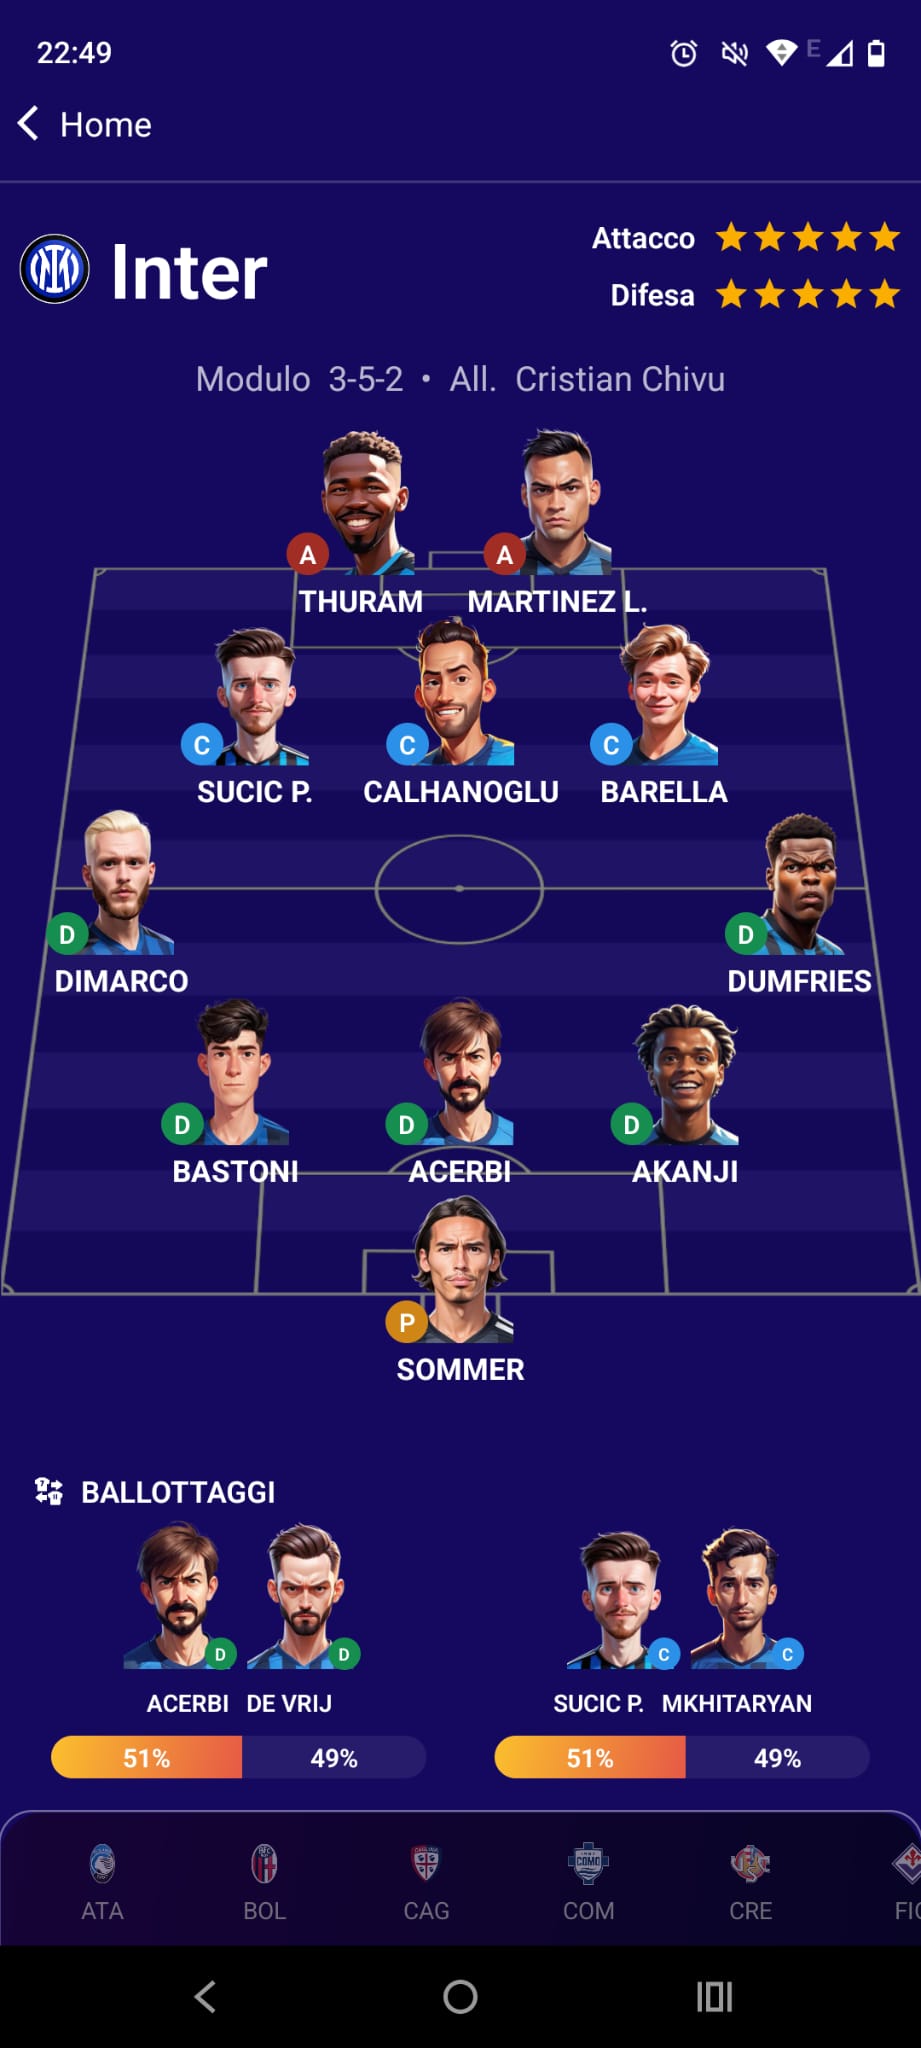 22:49
E
Home
Inter
Attacco
Difesa
Modulo 3-5-2 • All. Cristian Chivu
A
A
THURAM
MARTINEZ L.
C
C
C
SUCIC P.
CALHANOGLU
BARELLA
D
D
DIMARCO
DUMFRIES
D
D
D
BASTONI
ACERBI
AKANJI
P
SOMMER
BALLOTTAGGI
D
D
C
C
ACERBI DE VRIJ
SUCIC P. MKHITARYAN
51% 49%
51% 49%
COMO
ATA
BOL
CAG
COM
CRE